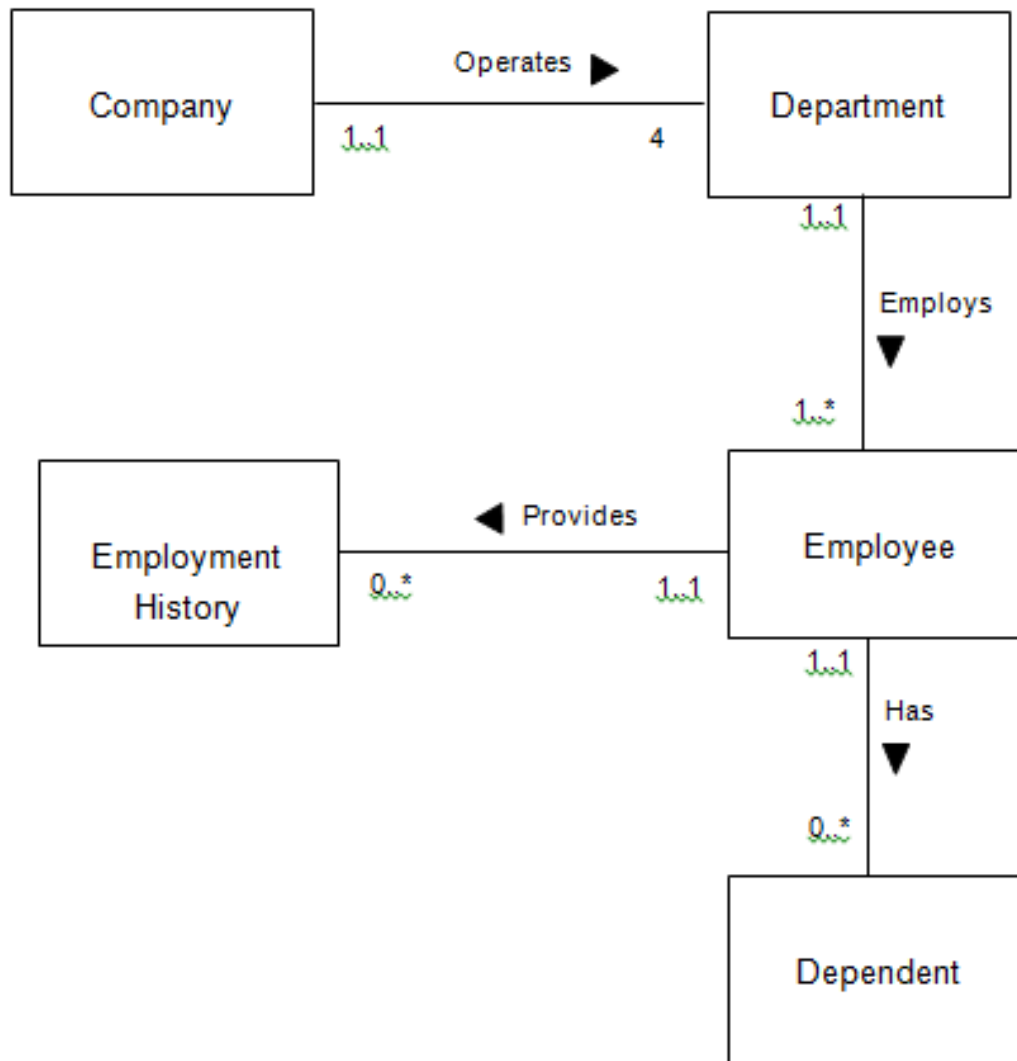 Operates
Company
Department
1..1
4
1..1
Employs
1..*
Provides
Employment
History
Employee
0..*
1..1
1..1
Has
0..*
Dependent